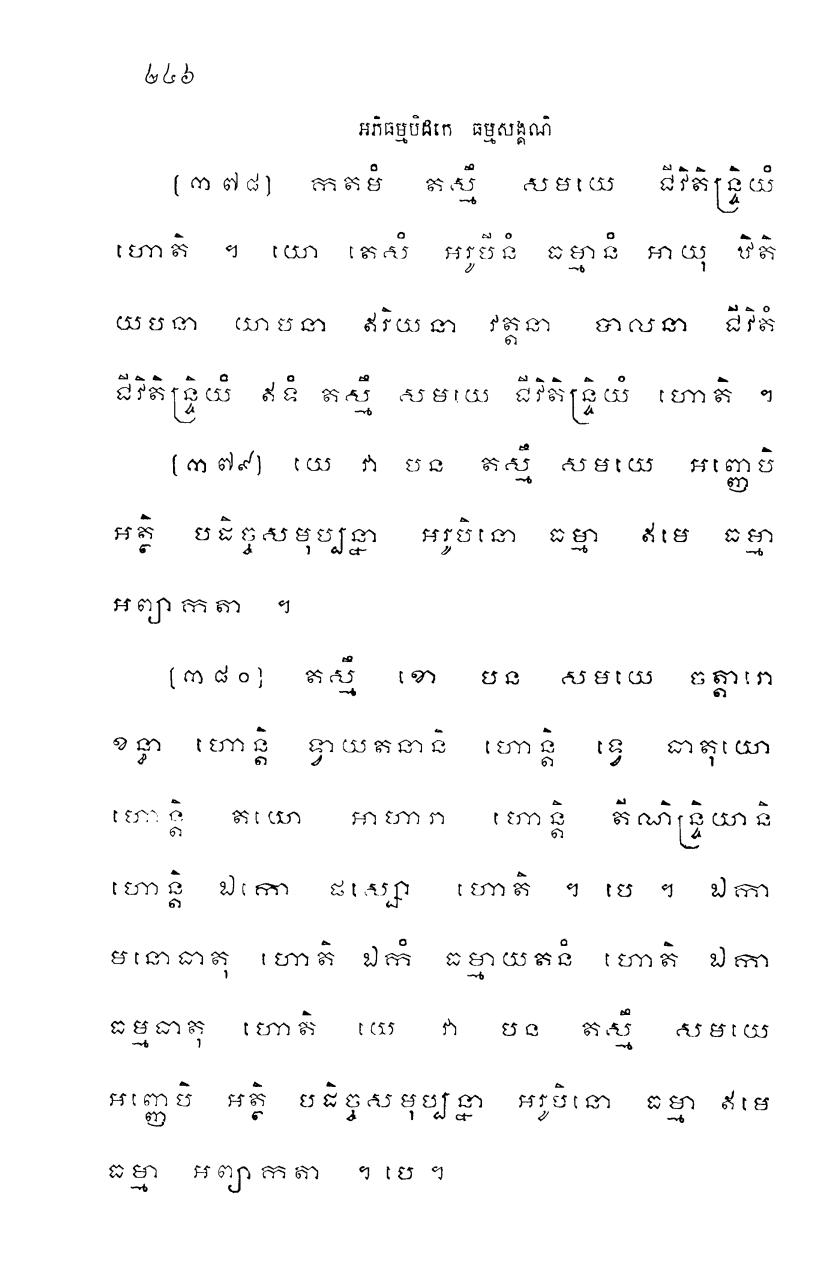 ២៤៦
អភិធម្មបិដកេ ធម្មសង្គណិ
[៣៧៨] កតមំ តស្មឹ សមយេ ជីវិតិន្ទ្រិយំ
ហោតិ ។ យោ តេសំ អរូបីនំ ធម្មានំ អាយុ ឋិតិ
យបនា យាបនា ឥរិយនា វត្តនា បាលនា ជីវិតំ
ជីវិតិន្ទ្រិយំ ឥទំ តស្មឹ សមយេ ជីវិតិន្ទ្រិយំ ហោតិ ។
[៣៧៩] យេ វា បន តស្មឹ សមយេ អញ្ញេបិ
អត្ថិ បដិច្ចសមុប្បន្នា អរូបិនោ ធម្មា ឥមេ ធម្មា
អព្យាកតា ។
[៣៨០] តស្មឹ ខោ បន សមយេ ចត្តារោ
ខន្ធា ហោន្តិ ទ្វាយតនានិ ហោន្តិ ទ្វេ ធាតុយោ
ហោន្តិ តយោ អាហារា ហោន្តិ តីណិន្ទ្រិយានិ
ហោន្តិ ឯកោ ផស្សោ ហោតិ ។ បេ ។ ឯកា
មនោធាតុ ហោតិ ឯកំ ធម្មាយតនំ ហោតិ ឯកា
ធម្មធាតុ ហោតិ យេ វា បន តស្មឹ សមយេ
អញ្ញេបិ អត្ថិ បដិច្ចសមុប្បន្នា អរូបិនោ ធម្មា ឥមេ
ធម្មា អព្យាកតា ។ បេ ។